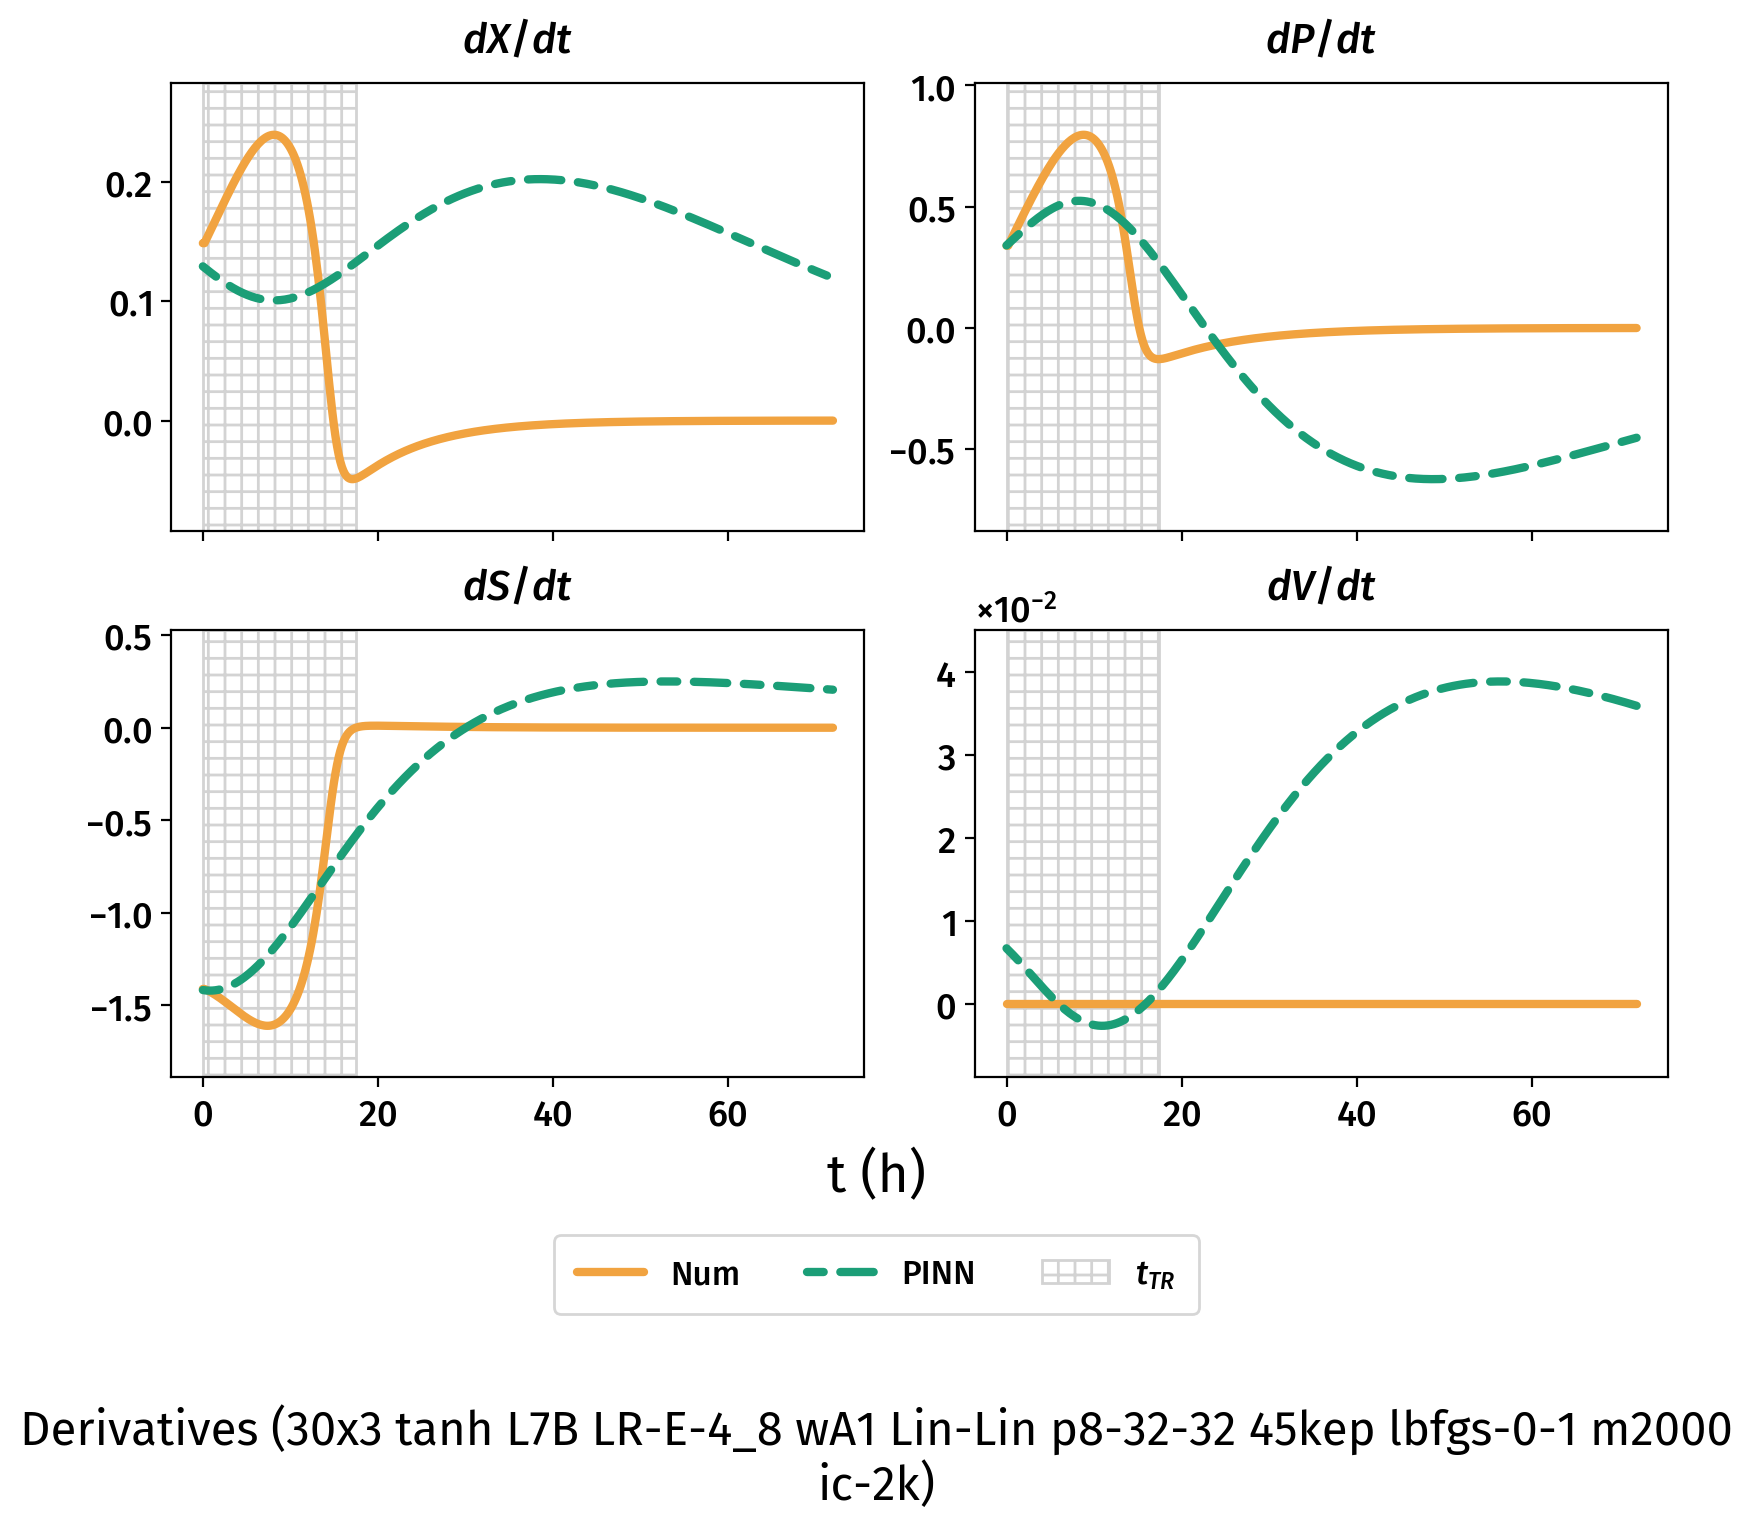 dX/dt
dP/dt
0.2
0.1
0.0
1.0
0.5
0.0
−0.5
dS/dt
dV/dt
×10⁻²
0.5
0.0
−0.5
−1.0
−1.5
4
3
2
1
0
0 20 40 60
0 20 40 60
t (h)
Num PINN t_TR
Derivatives (30x3 tanh L7B LR-E-4_8 wA1 Lin-Lin p8-32-32 45kep lbfgs-0-1 m2000
ic-2k)